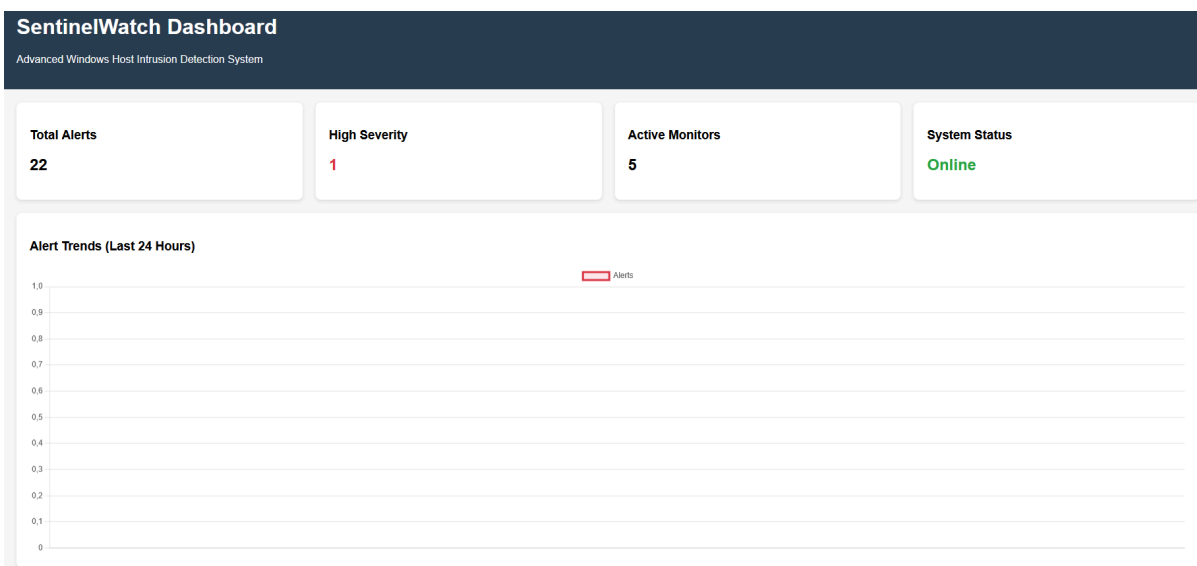 SentinelWatch Dashboard
Advanced Windows Host Intrusion Detection System
Total Alerts
22
High Severity
1
Active Monitors
5
System Status
Online
Alert Trends (Last 24 Hours)
Alerts
1,0
0,9
0,8
0,7
0,6
0,5
0,4
0,3
0,2
0,1
0